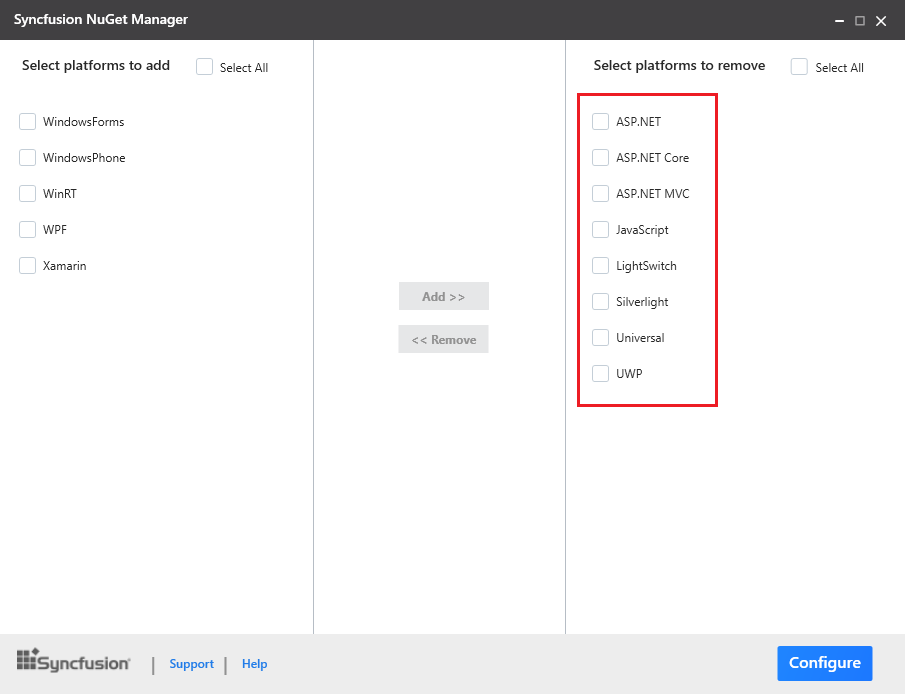 Syncfusion NuGet Manager
Select platforms to add
Select All
WindowsForms
WindowsPhone
WinRT
WPF
Xamarin
Add >>
<< Remove
Select platforms to remove
Select All
ASP.NET
ASP.NET Core
ASP.NET MVC
JavaScript
LightSwitch
Silverlight
Universal
UWP
Syncfusion | Support | Help
Configure